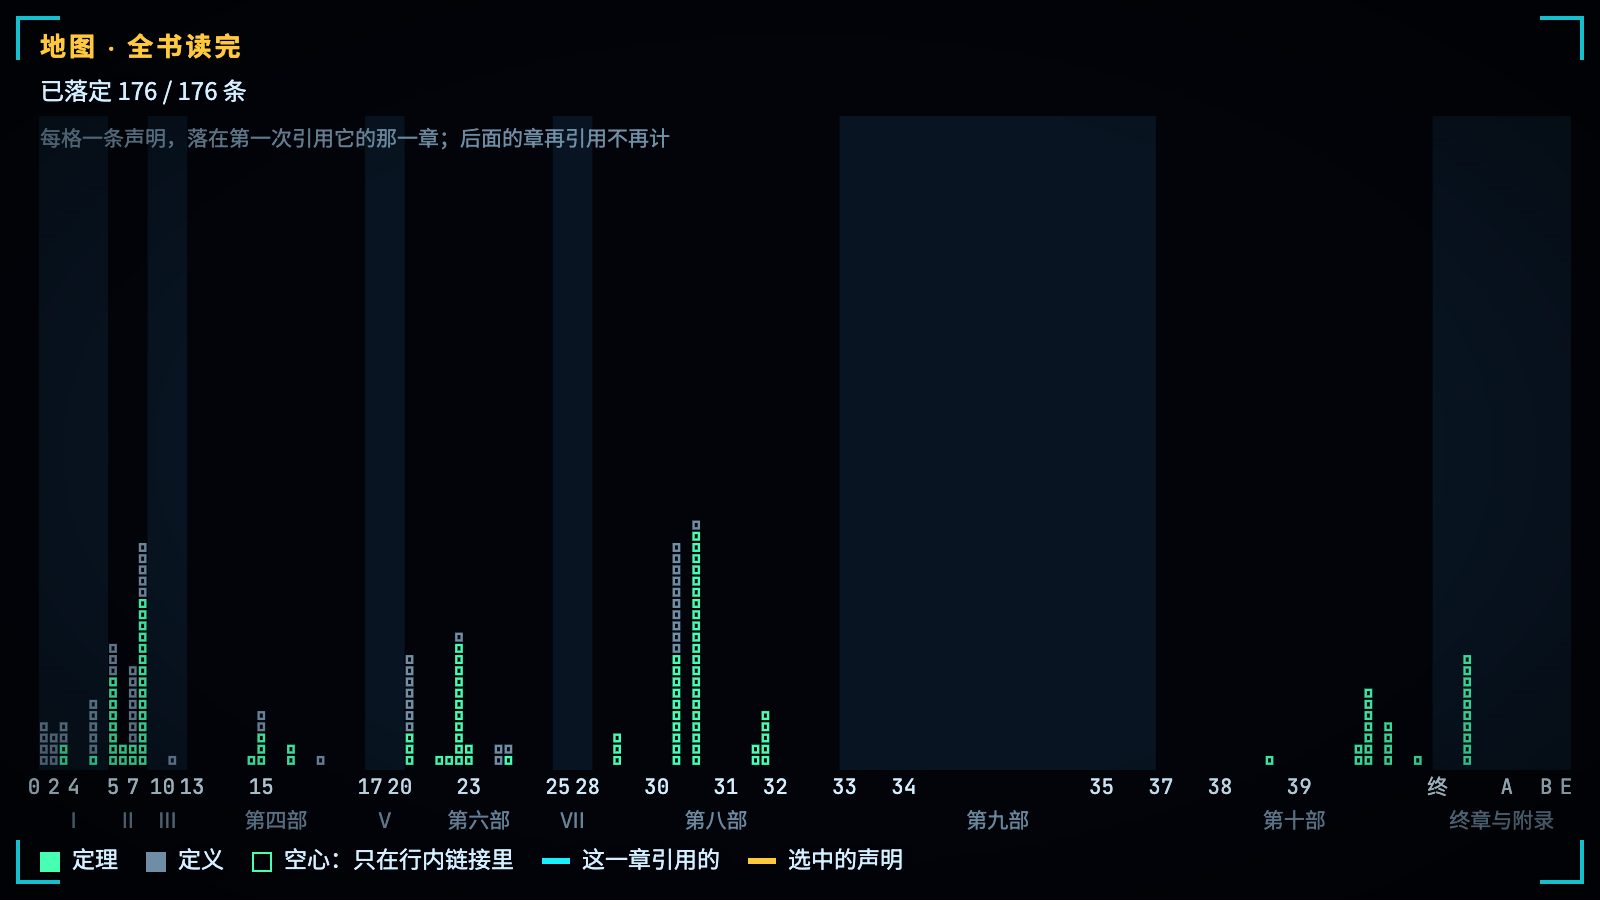 地图 · 全书读完
已落定 176 / 176 条
每格一条声明，落在第一次引用它的那一章；后面的章再引用不再计
0 2 4 5 7 10 13 15 17 20 23 25 28 30 31 32 33 34 35 37 38 39 终 A B E
I II III 第四部 V 第六部 VII 第八部 第九部 第十部 终章与附录
定理 定义 空心：只在行内链接里 这一章引用的 选中的声明